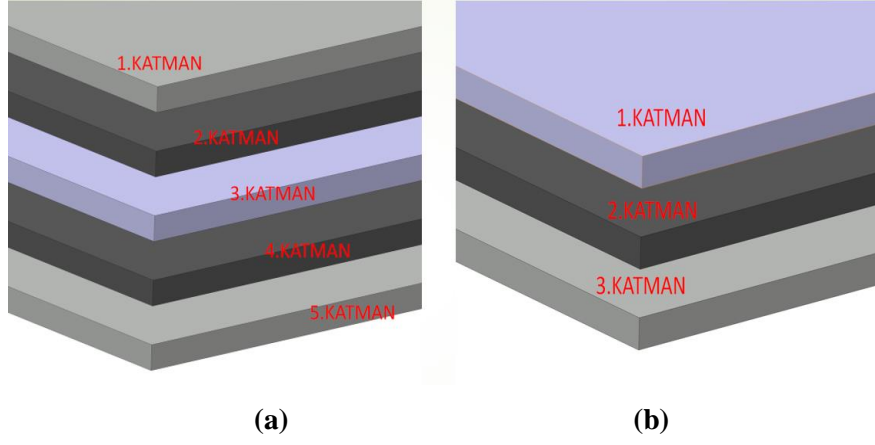 1.KATMAN
2.KATMAN
3.KATMAN
4.KATMAN
5.KATMAN
1.KATMAN
2.KATMAN
3.KATMAN
(a)
(b)